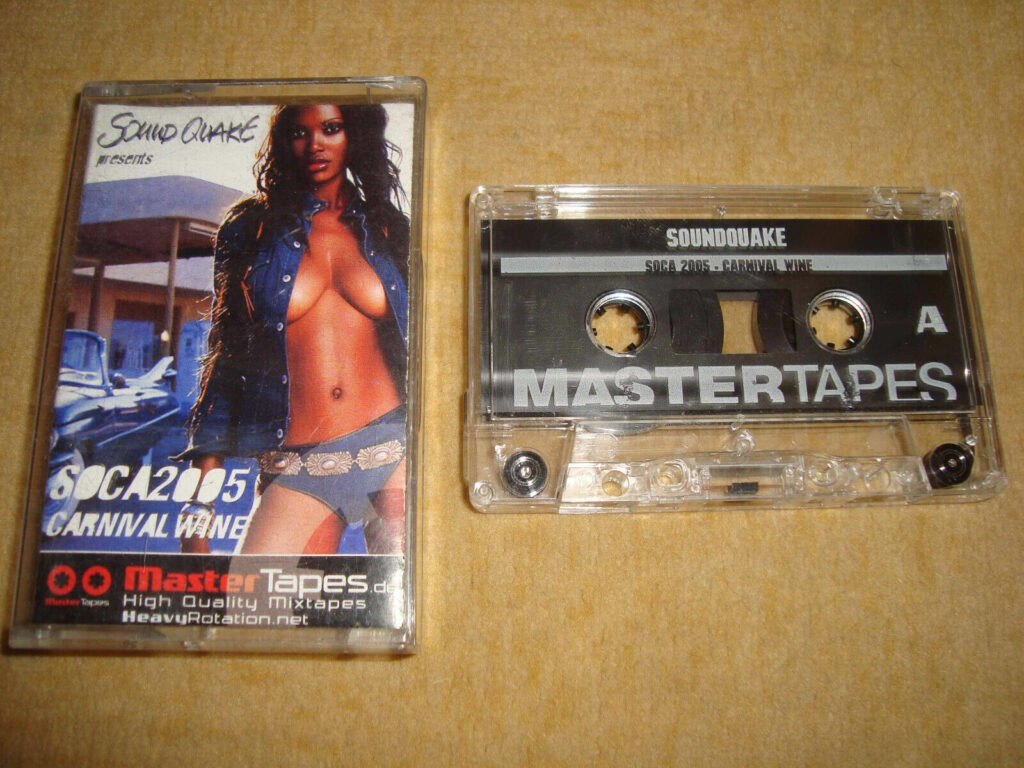 SOUND QUAKE
presents
SOCA2005
CARNIVAL WINE
MasterTapes.de
MasterTapes
High Quality Mixtapes
HeavyRotation.net
SOUNDQUAKE
SOCA 2005 - CARNIVAL WINE
A
MASTERTAPES